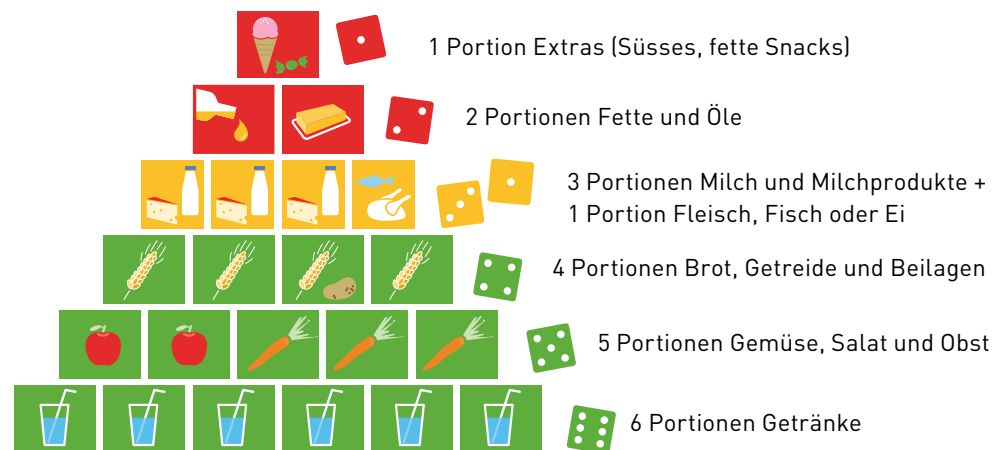 1 Portion Extras (Süsses, fette Snacks)
2 Portionen Fette und Öle
3 Portionen Milch und Milchprodukte +
1 Portion Fleisch, Fisch oder Ei
4 Portionen Brot, Getreide und Beilagen
5 Portionen Gemüse, Salat und Obst
6 Portionen Getränke